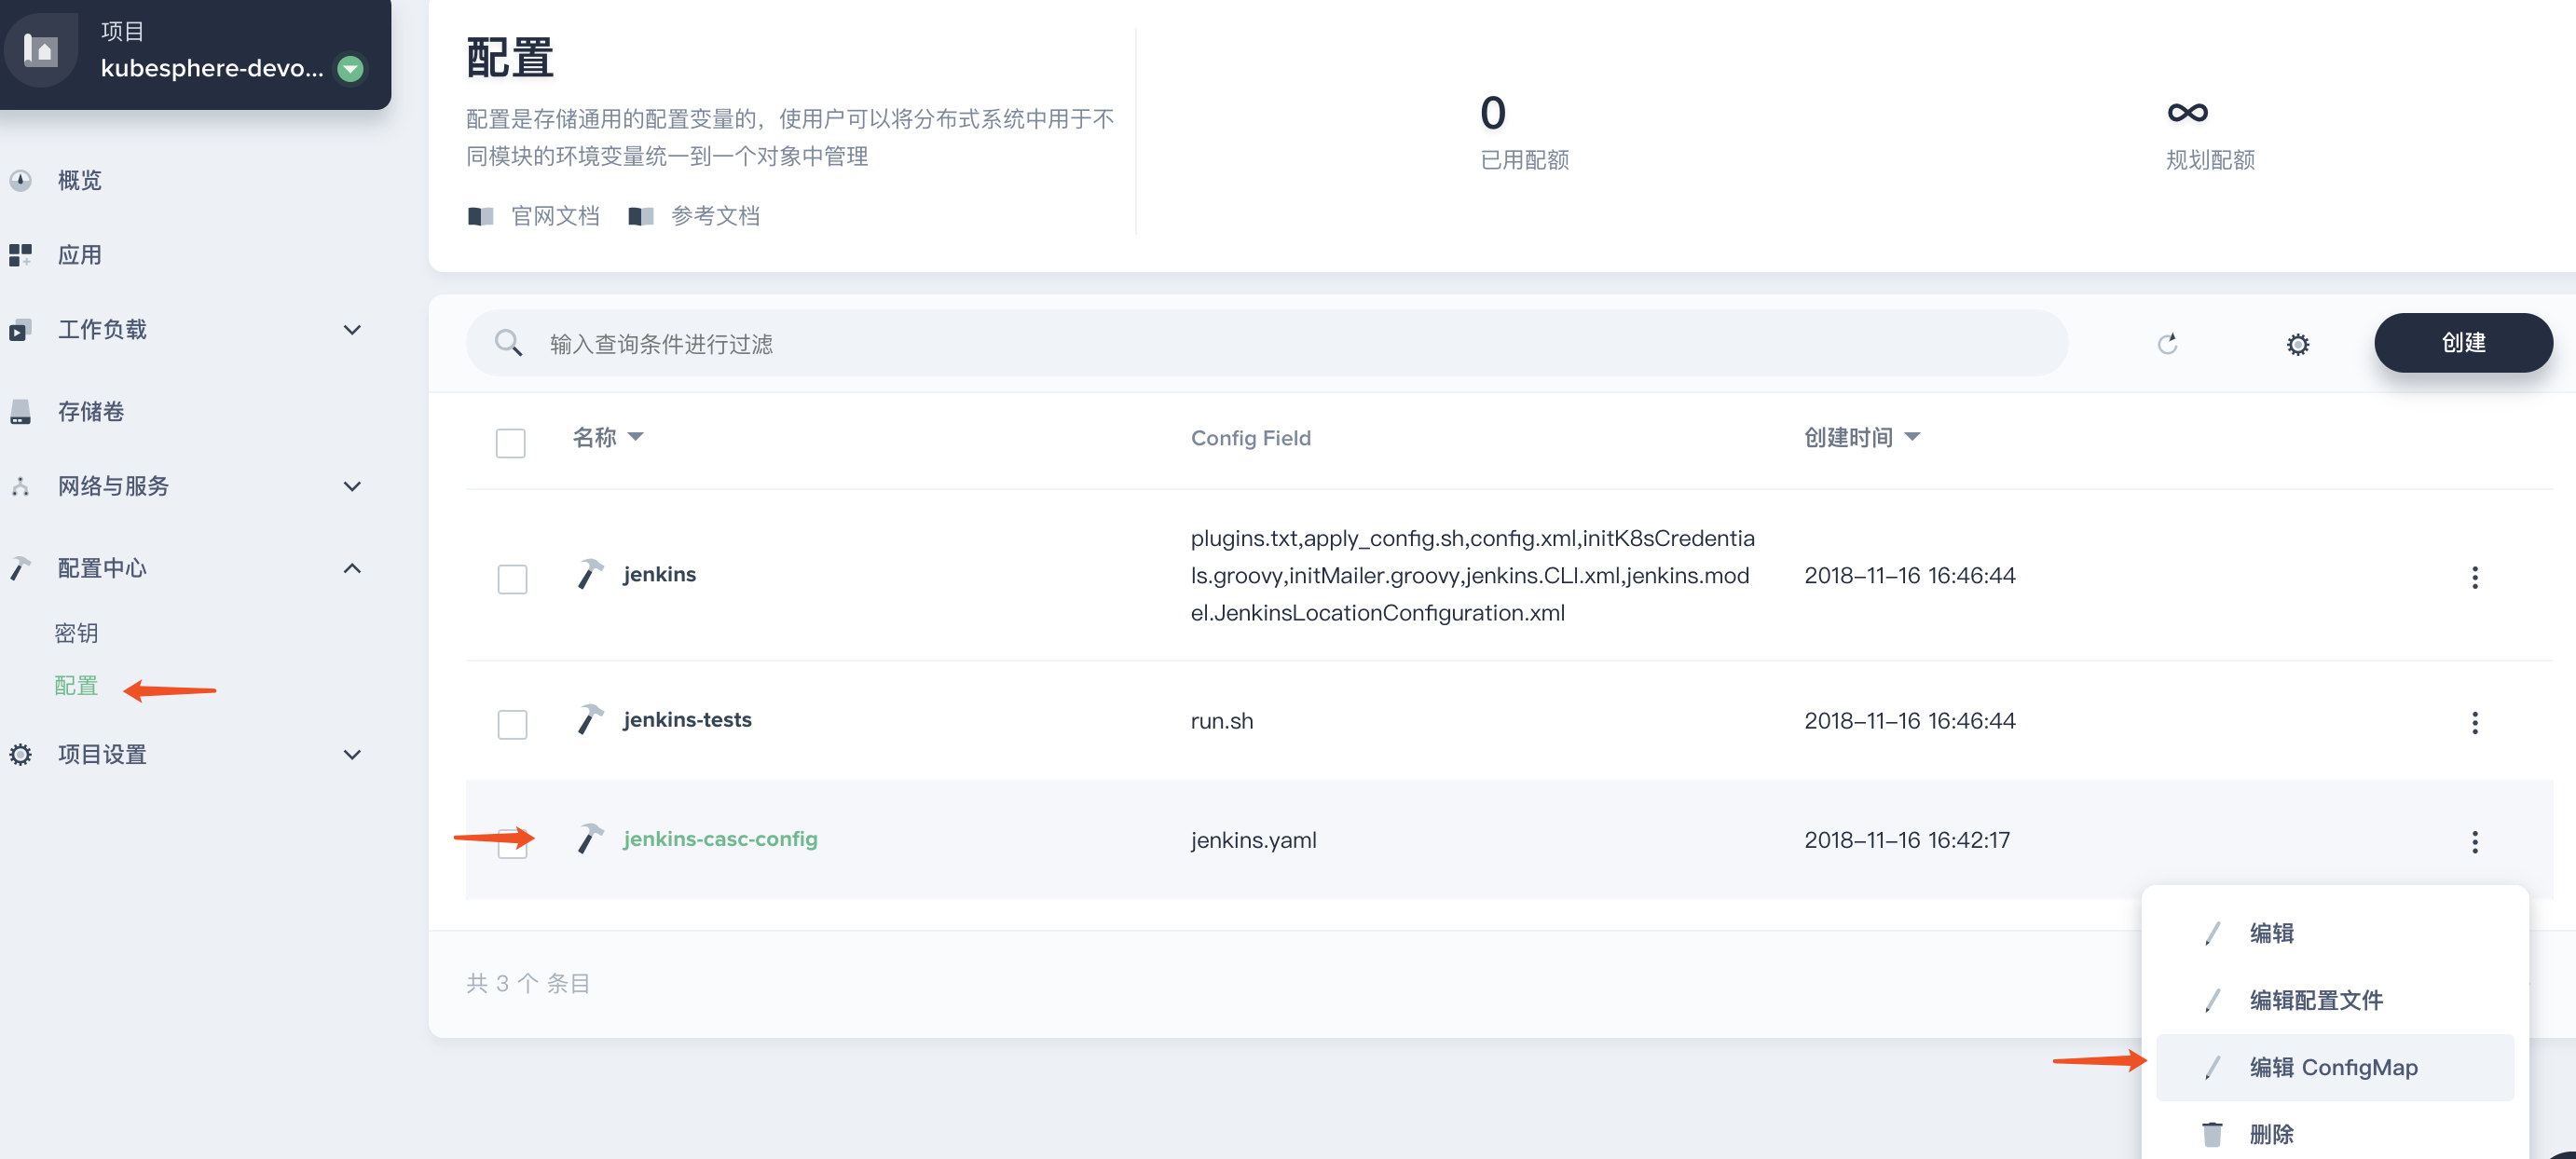 项目
kubesphere-devo...
概览
应用
工作负载
存储卷
网络与服务
配置中心
密钥
配置
项目设置
配置
配置是存储通用的配置变量的，使用户可以将分布式系统中用于不
同模块的环境变量统一到一个对象中管理
官网文档 参考文档
0
已用配额
∞
规划配额
输入查询条件进行过滤
创建
名称 Config Field 创建时间
jenkins
plugins.txt,apply_config.sh,config.xml,initK8sCredentia
ls.groovy,initMailer.groovy,jenkins.CLI.xml,jenkins.mod
el.JenkinsLocationConfiguration.xml
2018-11-16 16:46:44
jenkins-tests run.sh 2018-11-16 16:46:44
jenkins-casc-config jenkins.yaml 2018-11-16 16:42:17
共 3 个 条目
编辑
编辑配置文件
编辑 ConfigMap
删除